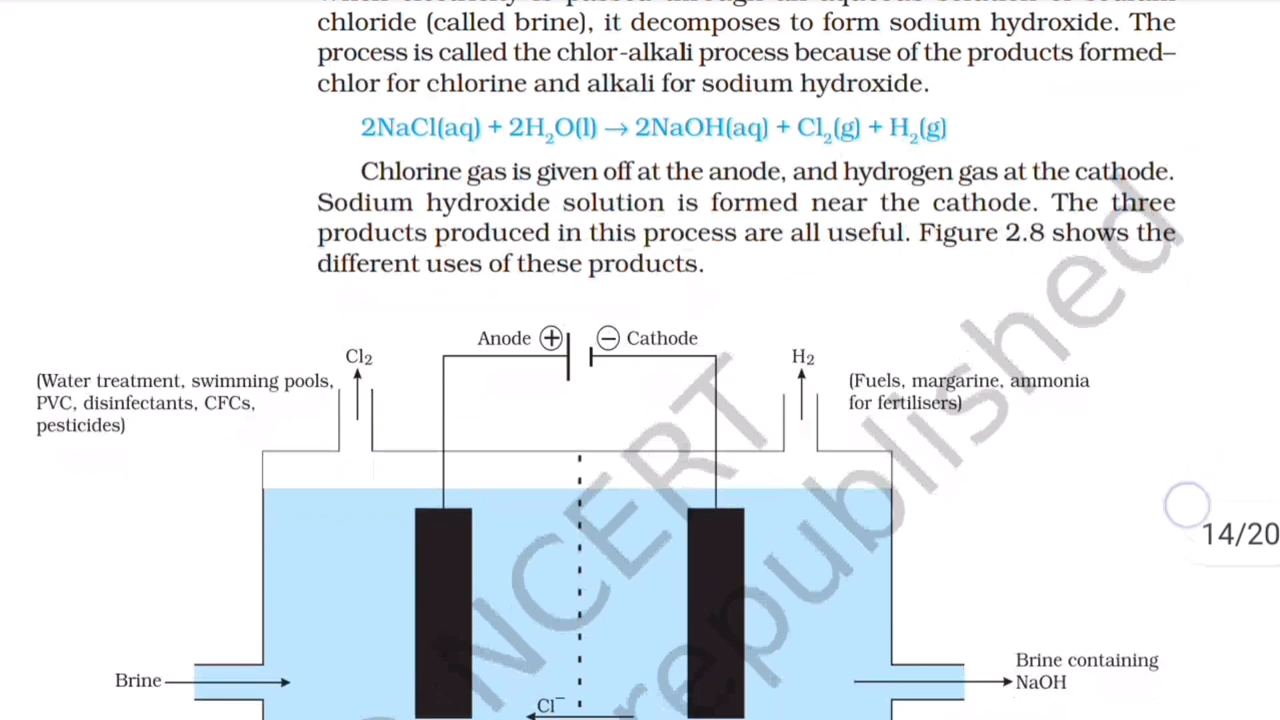 chloride (called brine), it decomposes to form sodium hydroxide. The
process is called the chlor-alkali process because of the products formed–
chlor for chlorine and alkali for sodium hydroxide.
2NaCl(aq) + 2H₂O(l) → 2NaOH(aq) + Cl₂(g) + H₂(g)
Chlorine gas is given off at the anode, and hydrogen gas at the cathode.
Sodium hydroxide solution is formed near the cathode. The three
products produced in this process are all useful. Figure 2.8 shows the
different uses of these products.
Anode + − Cathode
Cl₂
H₂
(Water treatment, swimming pools,
PVC, disinfectants, CFCs,
pesticides)
(Fuels, margarine, ammonia
for fertilisers)
14/20
Brine
Brine containing
NaOH
Cl⁻
NCERT
republished